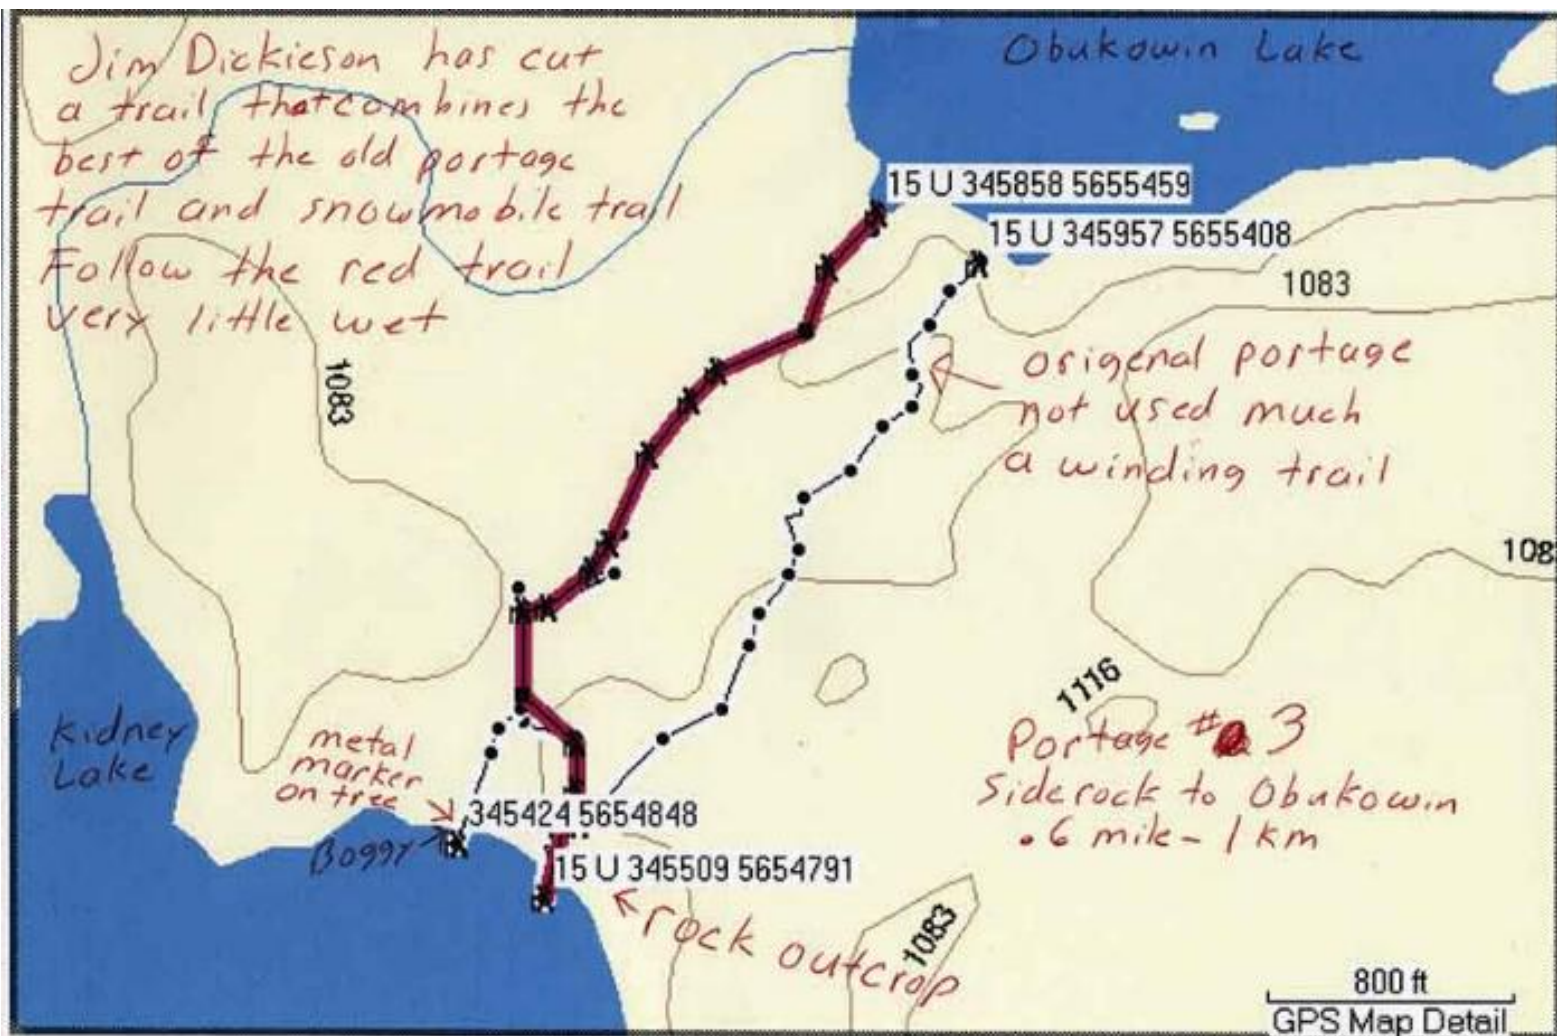 Jim Dickieson has cut
a trail that combines the
best of the old portage
trail and snowmobile trail
Follow the red trail
very little wet
Obukowin Lake
15 U 345858 5655459
15 U 345957 5655408
1083
1083
origenal portage
not used much
a winding trail
108
1116
Portage # 3
Siderock to Obukowin
.6 mile - 1 km
Kidney
Lake
metal
marker
on tree
345424 5654848
Boggy
15 U 345509 5654791
rock outcrop
1083
800 ft
GPS Map Detail